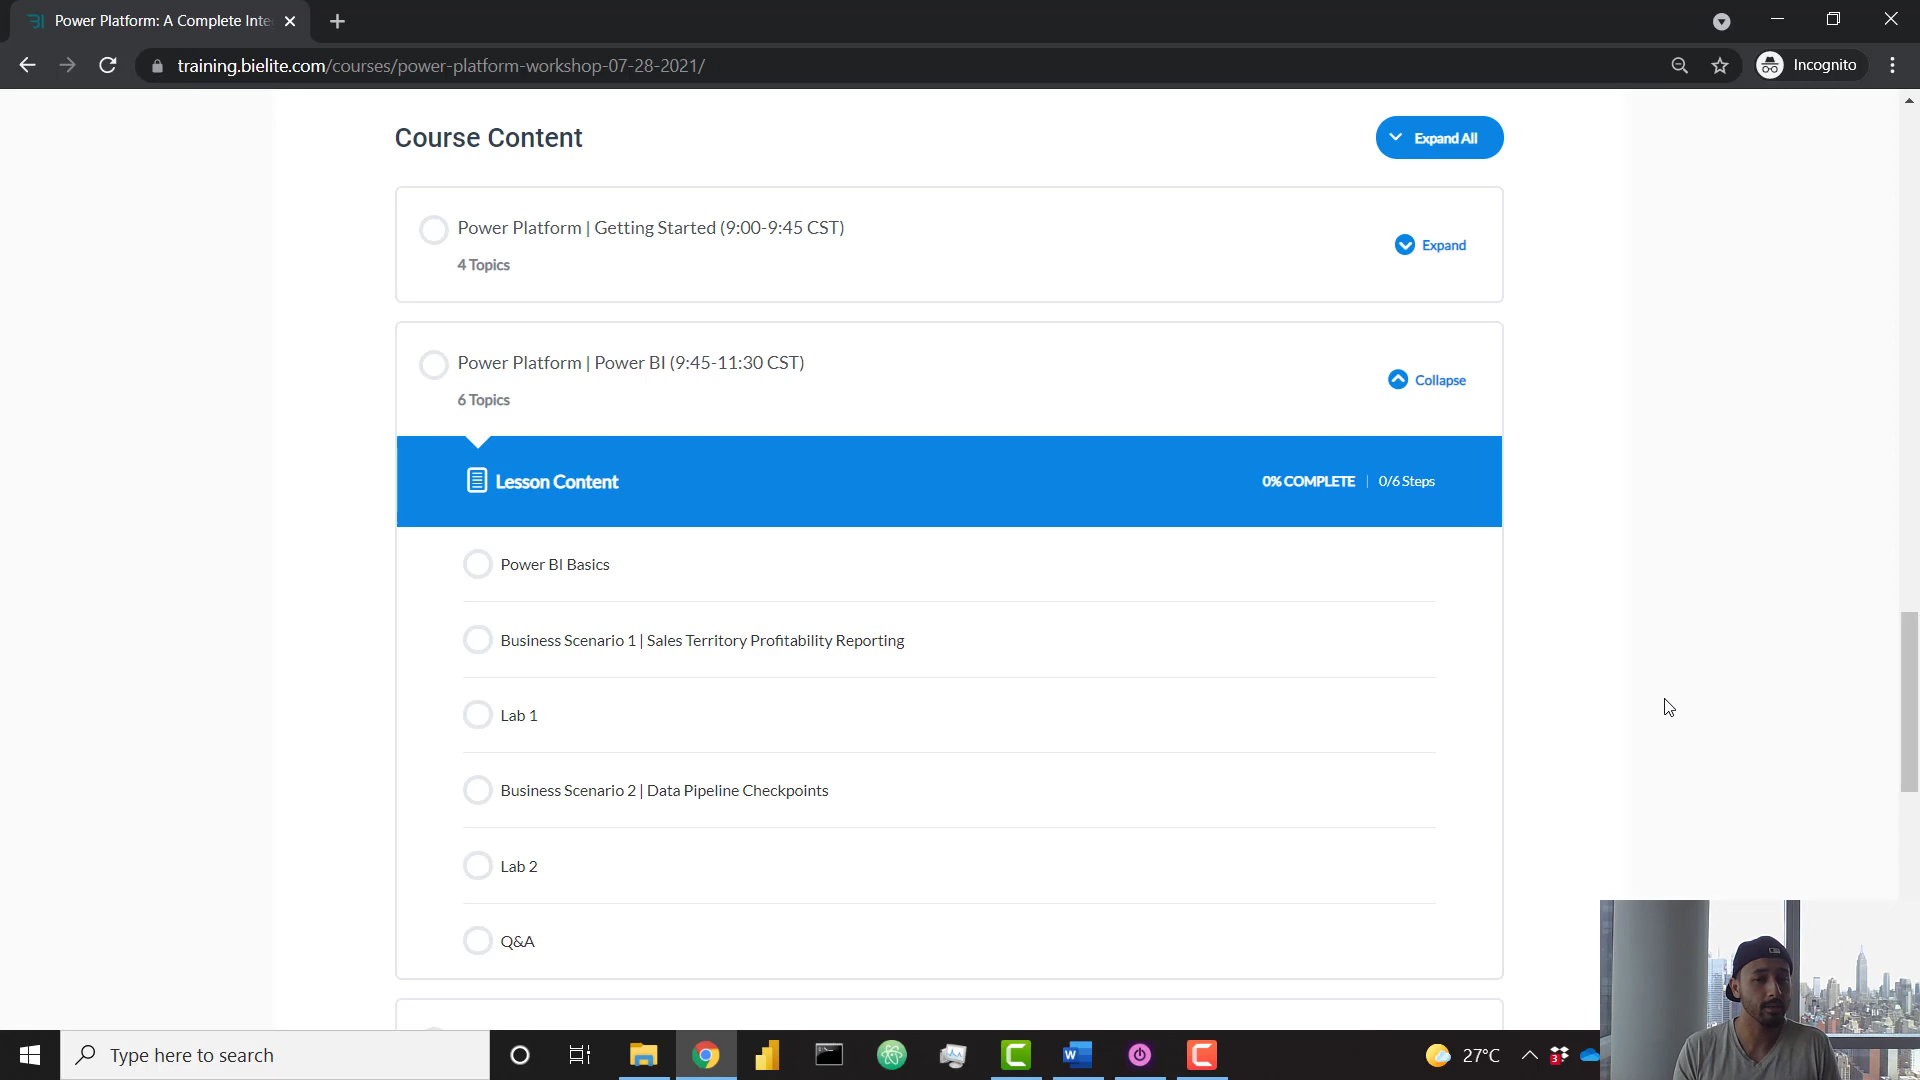 Power Platform: A Complete Inte
training.bielite.com/courses/power-platform-workshop-07-28-2021/
Incognito
Course Content
Expand All
Power Platform | Getting Started (9:00-9:45 CST)
4 Topics
Expand
Power Platform | Power BI (9:45-11:30 CST)
6 Topics
Collapse
Lesson Content
0% COMPLETE | 0/6 Steps
Power BI Basics
Business Scenario 1 | Sales Territory Profitability Reporting
Lab 1
Business Scenario 2 | Data Pipeline Checkpoints
Lab 2
Q&A
Type here to search
27°C
3